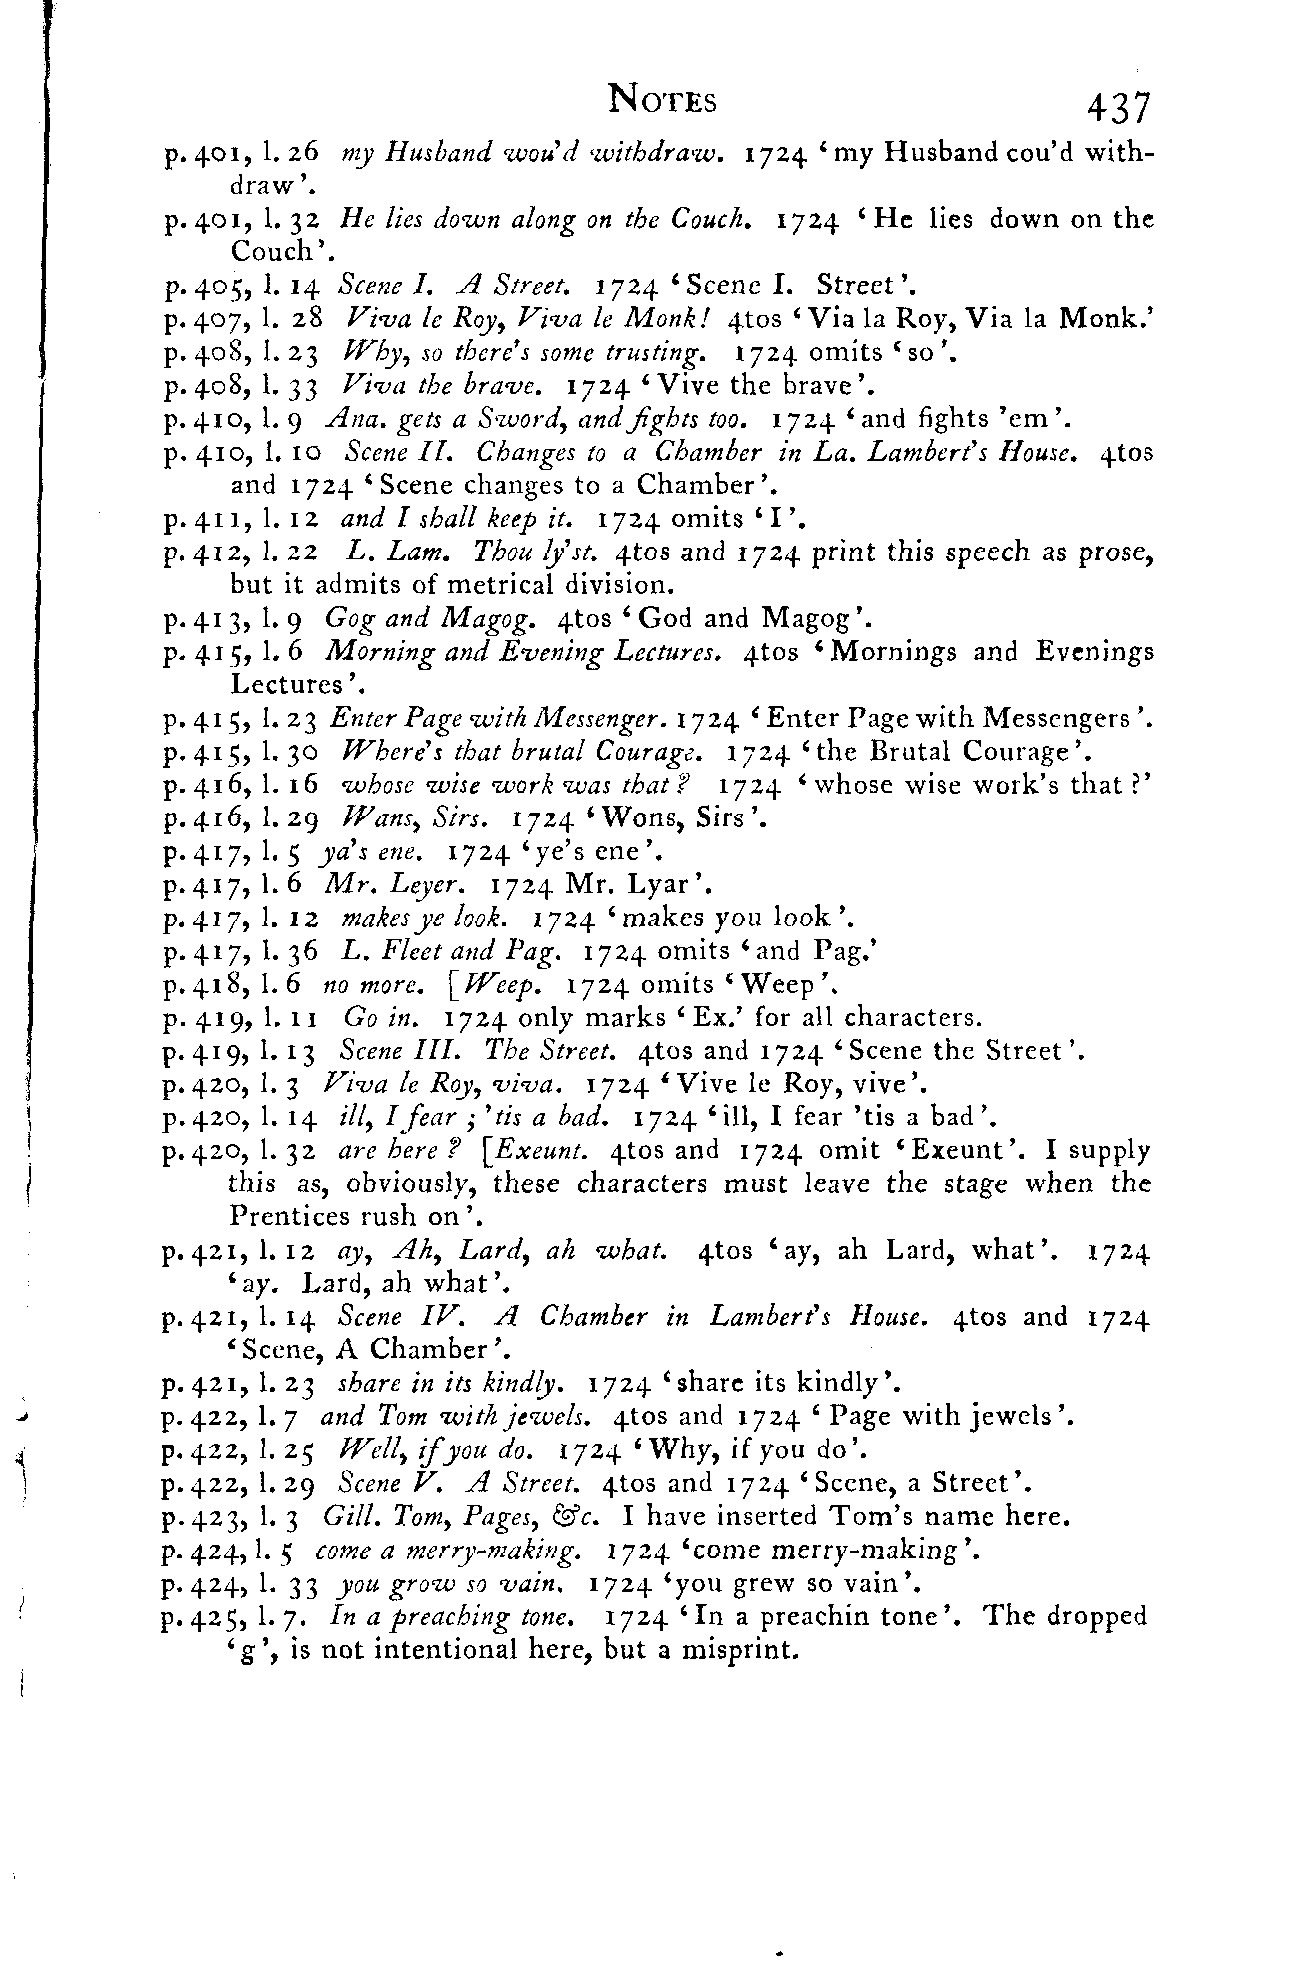 NOTES 437
p. 401, l. 26 my Husband wou'd withdraw. 1724 ‘my Husband cou'd with-
draw’.
p. 401, l. 32 He lies down along on the Couch. 1724 ‘He lies down on the
Couch’.
p. 405, l. 14 Scene I. A Street. 1724 ‘Scene I. Street’.
p. 407, l. 28 Viva le Roy, Viva le Monk! 4tos ‘Via la Roy, Via la Monk.’
p. 408, l. 23 Why, so there's some trusting. 1724 omits ‘so’.
p. 408, l. 33 Viva the brave. 1724 ‘Vive the brave’.
p. 410, l. 9 Ana. gets a Sword, and fights too. 1724 ‘and fights 'em’.
p. 410, l. 10 Scene II. Changes to a Chamber in La. Lambert's House. 4tos
and 1724 ‘Scene changes to a Chamber’.
p. 411, l. 12 and I shall keep it. 1724 omits ‘I’.
p. 412, l. 22 L. Lam. Thou ly'st. 4tos and 1724 print this speech as prose,
but it admits of metrical division.
p. 413, l. 9 Gog and Magog. 4tos ‘God and Magog’.
p. 415, l. 6 Morning and Evening Lectures. 4tos ‘Mornings and Evenings
Lectures’.
p. 415, l. 23 Enter Page with Messenger. 1724 ‘Enter Page with Messengers’.
p. 415, l. 30 Where's that brutal Courage. 1724 ‘the Brutal Courage’.
p. 416, l. 16 whose wise work was that? 1724 ‘whose wise work's that?’
p. 416, l. 29 Wans, Sirs. 1724 ‘Wons, Sirs’.
p. 417, l. 5 ya's ene. 1724 ‘ye's ene’.
p. 417, l. 6 Mr. Leyer. 1724 Mr. Lyar’.
p. 417, l. 12 makes ye look. 1724 ‘makes you look’.
p. 417, l. 36 L. Fleet and Pag. 1724 omits ‘and Pag.’
p. 418, l. 6 no more. [Weep. 1724 omits ‘Weep’.
p. 419, l. 11 Go in. 1724 only marks ‘Ex.’ for all characters.
p. 419, l. 13 Scene III. The Street. 4tos and 1724 ‘Scene the Street’.
p. 420, l. 3 Viva le Roy, viva. 1724 ‘Vive le Roy, vive’.
p. 420, l. 14 ill, I fear; 'tis a bad. 1724 ‘ill, I fear 'tis a bad’.
p. 420, l. 32 are here? [Exeunt. 4tos and 1724 omit ‘Exeunt’. I supply
this as, obviously, these characters must leave the stage when the
Prentices rush on’.
p. 421, l. 12 ay, Ah, Lard, ah what. 4tos ‘ay, ah Lard, what’. 1724
‘ay. Lard, ah what’.
p. 421, l. 14 Scene IV. A Chamber in Lambert's House. 4tos and 1724
‘Scene, A Chamber’.
p. 421, l. 23 share in its kindly. 1724 ‘share its kindly’.
p. 422, l. 7 and Tom with jewels. 4tos and 1724 ‘Page with jewels’.
p. 422, l. 25 Well, if you do. 1724 ‘Why, if you do’.
p. 422, l. 29 Scene V. A Street. 4tos and 1724 ‘Scene, a Street’.
p. 423, l. 3 Gill. Tom, Pages, &c. I have inserted Tom's name here.
p. 424, l. 5 come a merry-making. 1724 ‘come merry-making’.
p. 424, l. 33 you grow so vain. 1724 ‘you grew so vain’.
p. 425, l. 7. In a preaching tone. 1724 ‘In a preachin tone’. The dropped
‘g’, is not intentional here, but a misprint.